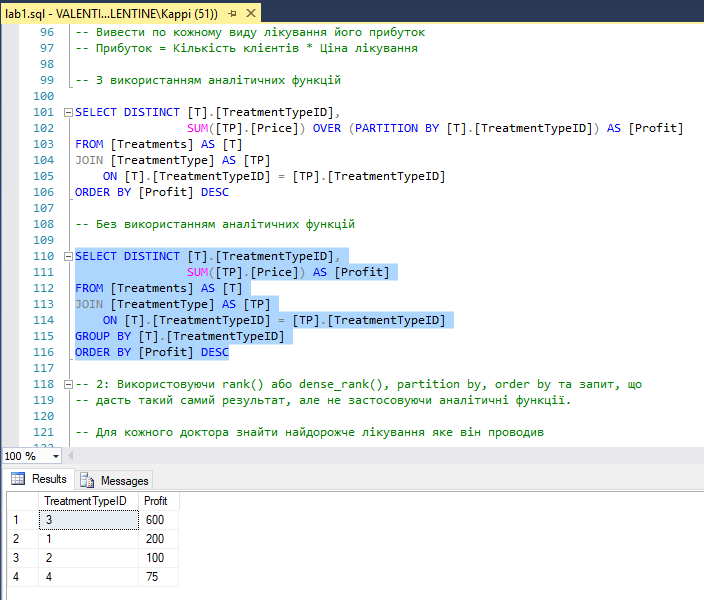 lab1.sql - VALENTI...LENTINE\Kappi (51))
96 -- Вивести по кожному виду лікування його прибуток
97 -- Прибуток = Кількість клієнтів * Ціна лікування
98
99 -- З використанням аналітичних функцій
100
101 SELECT DISTINCT [T].[TreatmentTypeID],
102 SUM([TP].[Price]) OVER (PARTITION BY [T].[TreatmentTypeID]) AS [Profit]
103 FROM [Treatments] AS [T]
104 JOIN [TreatmentType] AS [TP]
105 ON [T].[TreatmentTypeID] = [TP].[TreatmentTypeID]
106 ORDER BY [Profit] DESC
107
108 -- Без використанням аналітичних функцій
109
110 SELECT DISTINCT [T].[TreatmentTypeID],
111 SUM([TP].[Price]) AS [Profit]
112 FROM [Treatments] AS [T]
113 JOIN [TreatmentType] AS [TP]
114 ON [T].[TreatmentTypeID] = [TP].[TreatmentTypeID]
115 GROUP BY [T].[TreatmentTypeID]
116 ORDER BY [Profit] DESC
117
118 -- 2: Використовуючи rank() або dense_rank(), partition by, order by та запит, що
119 -- дасть такий самий результат, але не застосовуючи аналітичні функції.
120
121 -- Для кожного доктора знайти найдорожче лікування яке він проводив
100 %
Results Messages
TreatmentTypeID Profit
1 3 600
2 1 200
3 2 100
4 4 75